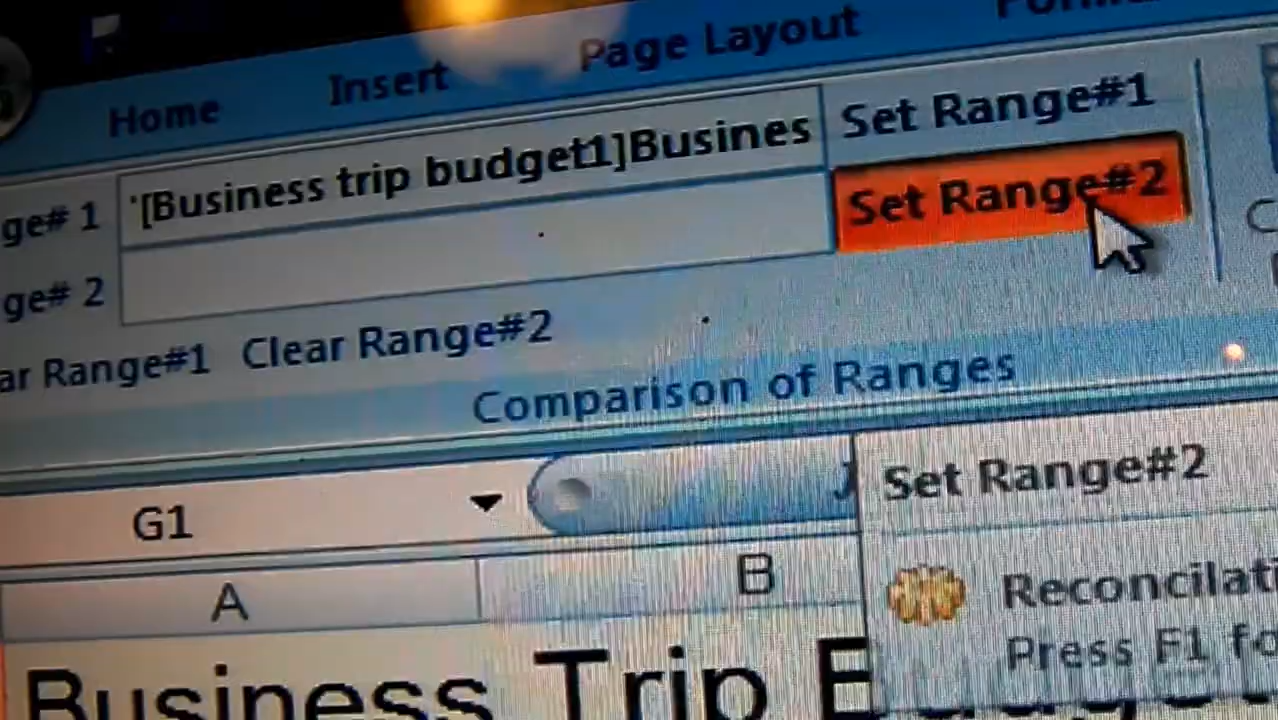 Home Insert Page Layout
ge# 1 '[Business trip budget1]Busines Set Range#1
ge# 2 Set Range#2
ar Range#1 Clear Range#2
Comparison of Ranges
G1
Set Range#2
A B
Reconcilati
Press F1 fo
Business Trip